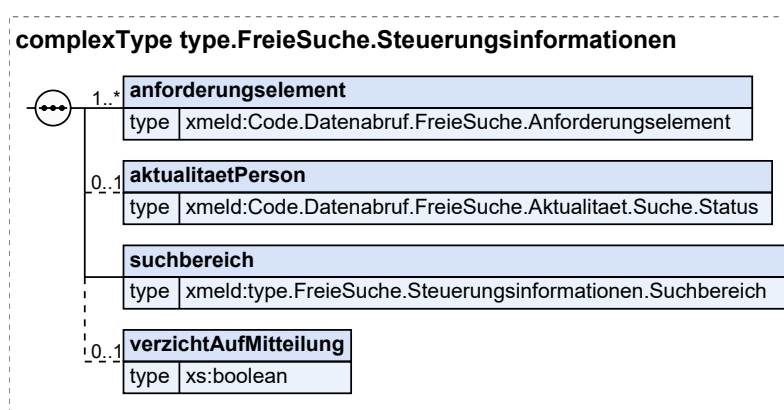 complexType type.FreieSuche.Steuerungsinformationen
1..* anforderungselement
type xmeld:Code.Datenabruf.FreieSuche.Anforderungselement
0..1 aktualitaetPerson
type xmeld:Code.Datenabruf.FreieSuche.Aktualitaet.Suche.Status
suchbereich
type xmeld:type.FreieSuche.Steuerungsinformationen.Suchbereich
0..1 verzichtAufMitteilung
type xs:boolean